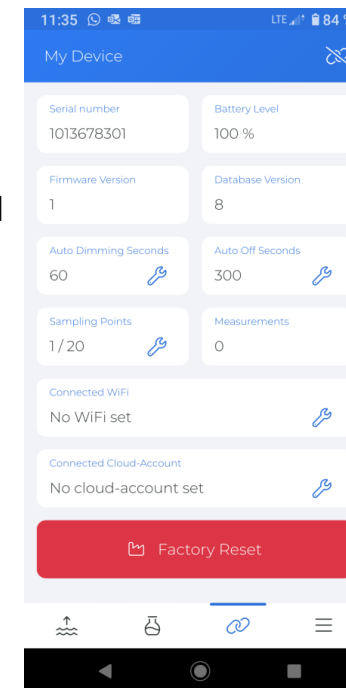 11:35 LTE 84 %
My Device
Serial number
1013678301
Battery Level
100 %
Firmware Version
1
Database Version
8
Auto Dimming Seconds
60
Auto Off Seconds
300
Sampling Points
1 / 20
Measurements
0
Connected WiFi
No WiFi set
Connected Cloud-Account
No cloud-account set
Factory Reset